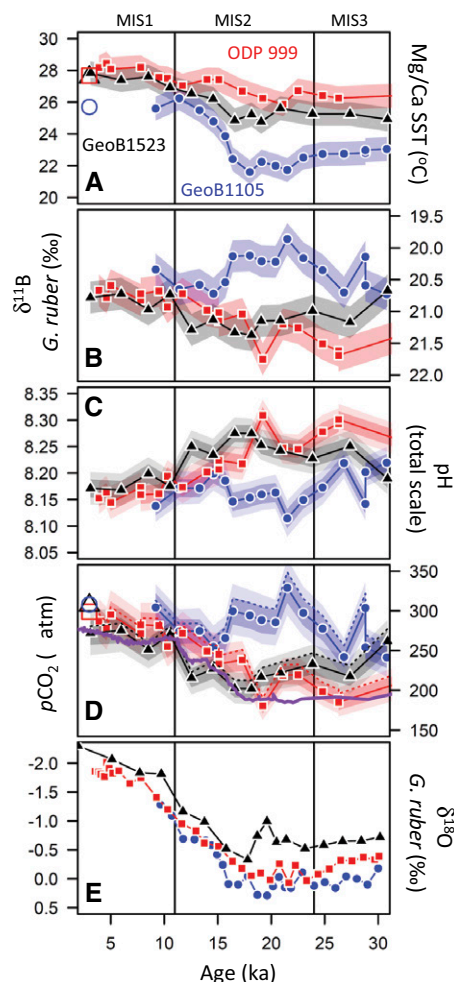 MIS1 MIS2 MIS3
30
28
26
24
22
ODP 999
GeoB1523
GeoB1105
Mg/Ca SST (°C)
A
δ¹¹B
G. ruber (‰)
19.5
20.0
20.5
21.0
21.5
22.0
B
8.35
8.30
8.25
8.20
8.15
8.10
8.05
C
pH
(total scale)
pCO₂ ( atm)
350
300
250
200
150
D
-2.0
-1.5
-1.0
-0.5
0.0
0.5
δ¹⁸O
G. ruber (‰)
E
5 10 15 20 25 30
Age (ka)